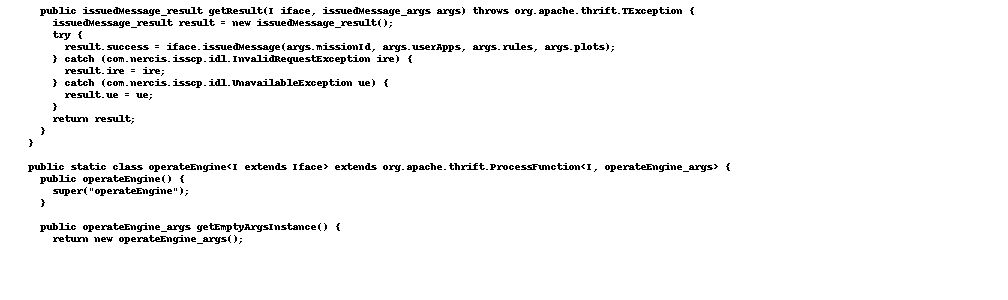 public issuedMessage_result getResult(I iface, issuedMessage_args args) throws org.apache.thrift.TException {
issuedMessage_result result = new issuedMessage_result();
try {
result.success = iface.issuedMessage(args.missionId, args.userApps, args.rules, args.plots);
} catch (com.nercis.isscp.idl.InvalidRequestException ire) {
result.ire = ire;
} catch (com.nercis.isscp.idl.UnavailableException ue) {
result.ue = ue;
}
return result;
}
}
public static class operateEngine<I extends Iface> extends org.apache.thrift.ProcessFunction<I, operateEngine_args> {
public operateEngine() {
super("operateEngine");
}
public operateEngine_args getEmptyArgsInstance() {
return new operateEngine_args();